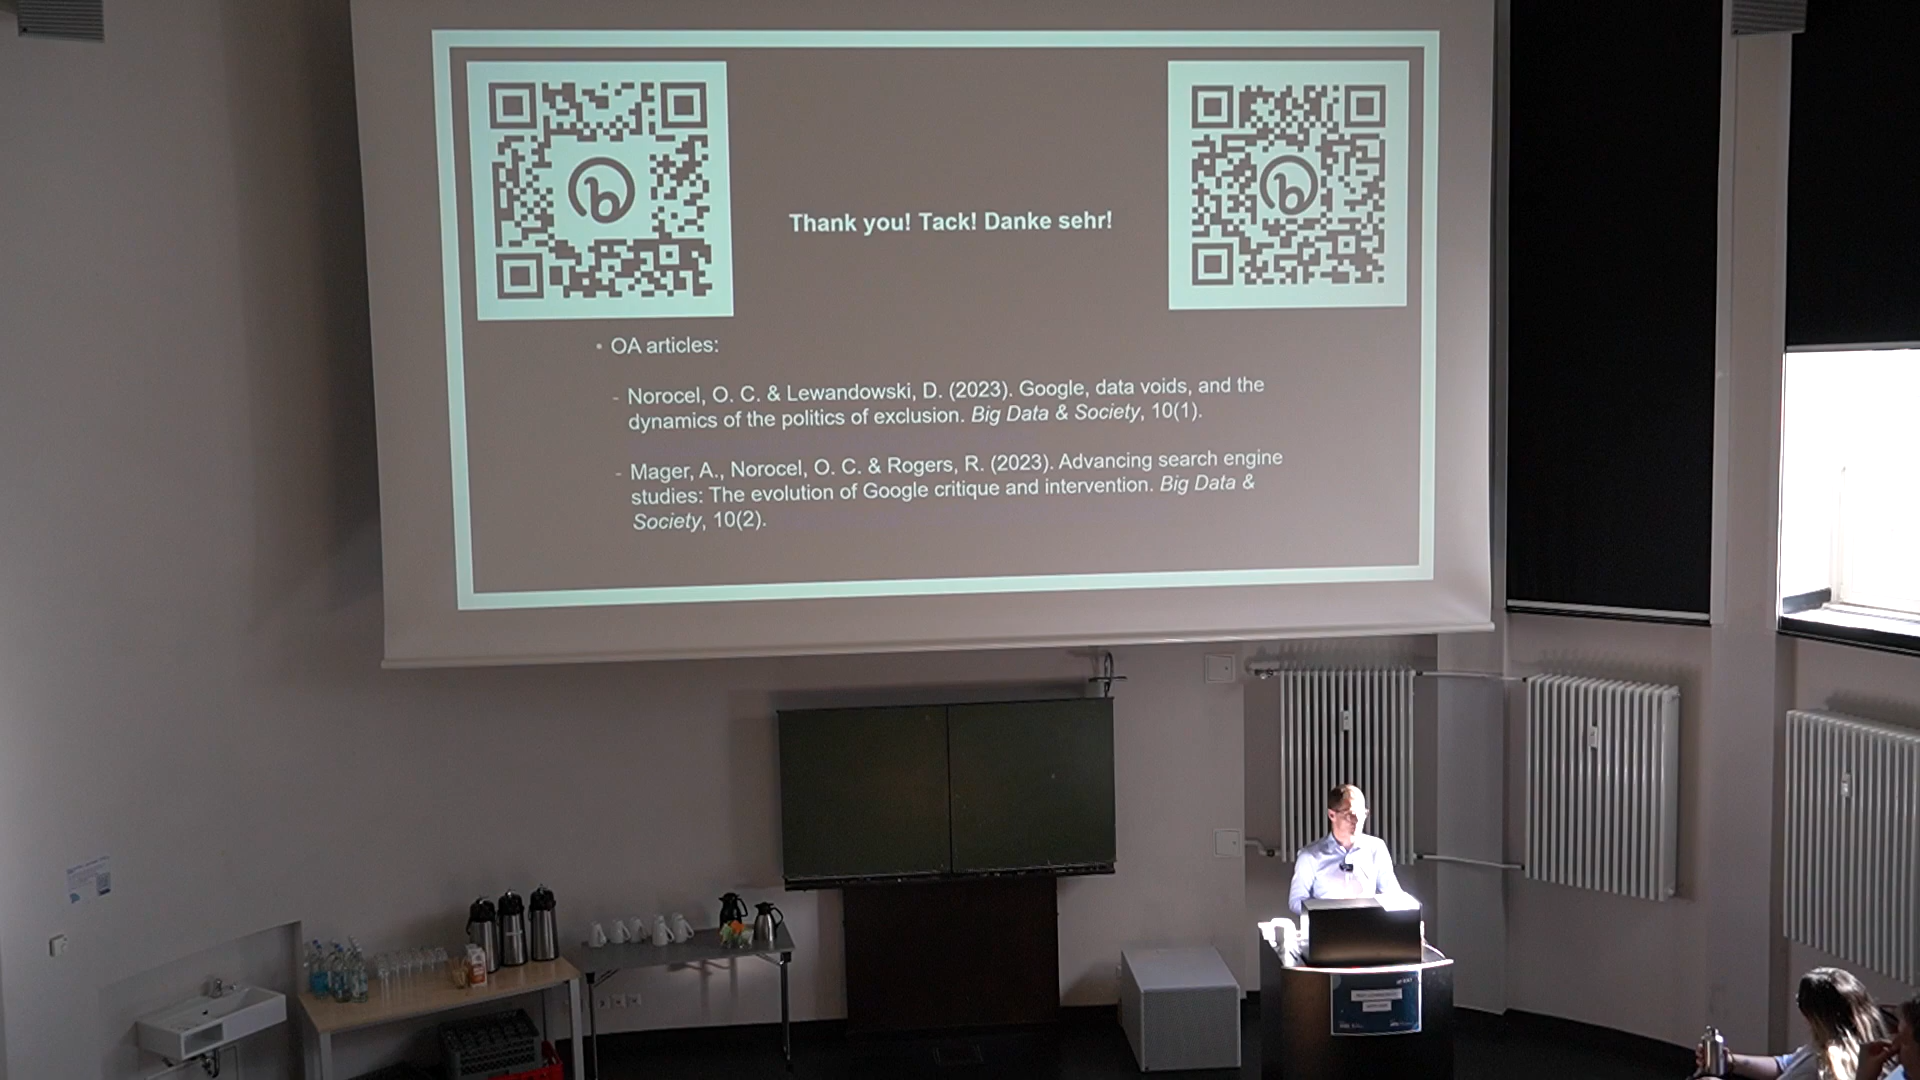 Thank you! Tack! Danke sehr!
• OA articles:
- Norocel, O. C. & Lewandowski, D. (2023). Google, data voids, and the
dynamics of the politics of exclusion. Big Data & Society, 10(1).
- Mager, A., Norocel, O. C. & Rogers, R. (2023). Advancing search engine
studies: The evolution of Google critique and intervention. Big Data &
Society, 10(2).